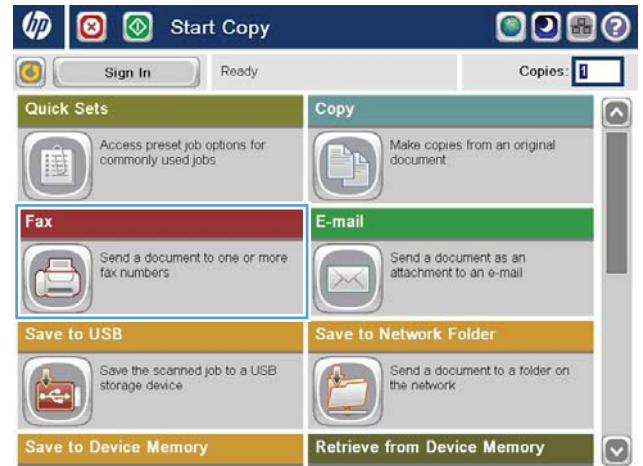 hp
Start Copy
Sign In
Ready
Copies: 1
Quick Sets
Access preset job options for
commonly used jobs
Copy
Make copies from an original
document
Fax
Send a document to one or more
fax numbers
E-mail
Send a document as an
attachment to an e-mail
Save to USB
Save the scanned job to a USB
storage device
Save to Network Folder
Send a document to a folder on
the network
Save to Device Memory
Retrieve from Device Memory